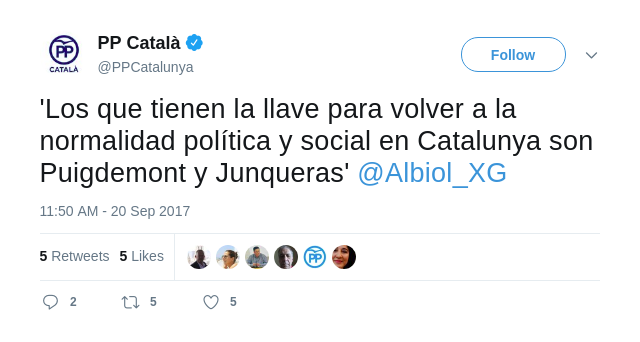 PP Català
@PPCatalunya
PP
CATALÀ
Follow
'Los que tienen la llave para volver a la
normalidad política y social en Catalunya son
Puigdemont y Junqueras' @Albiol_XG
11:50 AM - 20 Sep 2017
5 Retweets 5 Likes
PP
2 5 5